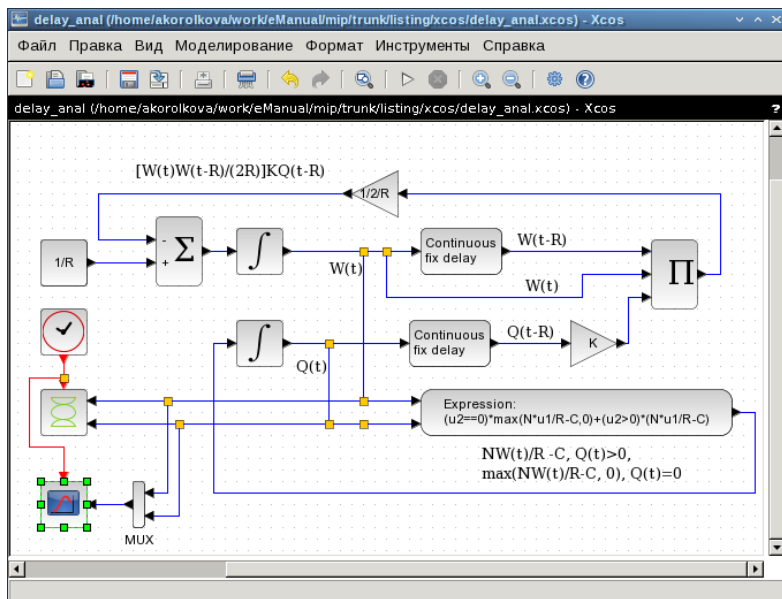 delay_anal (/home/akorolkova/work/eManual/mip/trunk/listing/xcos/delay_anal.xcos) - Xcos
Файл Правка Вид Моделирование Формат Инструменты Справка
delay_anal (/home/akorolkova/work/eManual/mip/trunk/listing/xcos/delay_anal.xcos) - Xcos ?
[W(t)W(t-R)/(2R)]KQ(t-R)
1/2/R
-
+
Σ
1/R
∫
W(t)
Continuous
fix delay
W(t-R)
W(t)
Π
∫
Q(t)
Continuous
fix delay
Q(t-R)
K
Expression:
(u2==0)*max(N*u1/R-C,0)+(u2>0)*(N*u1/R-C)
NW(t)/R -C, Q(t)>0,
max(NW(t)/R-C, 0), Q(t)=0
MUX